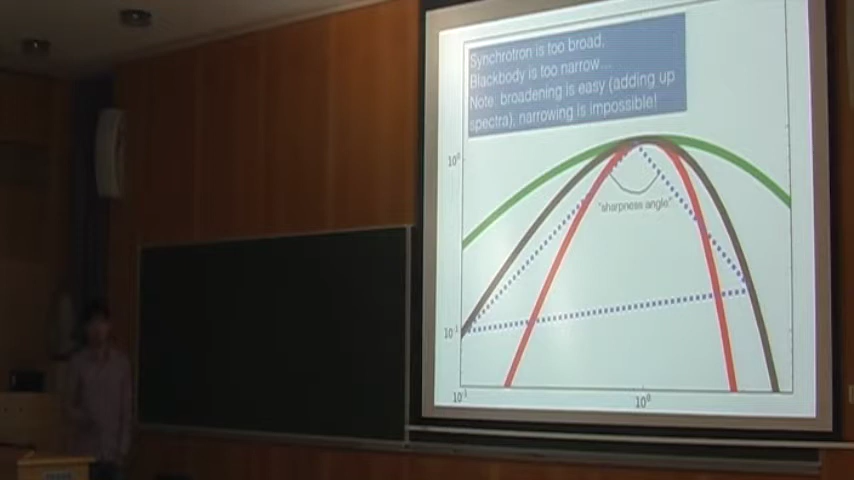 Synchrotron is too broad,
Blackbody is too narrow...
Note: broadening is easy (adding up
spectra), narrowing is impossible!
10⁰
"sharpness angle"
10⁻¹
10⁻¹ 10⁰